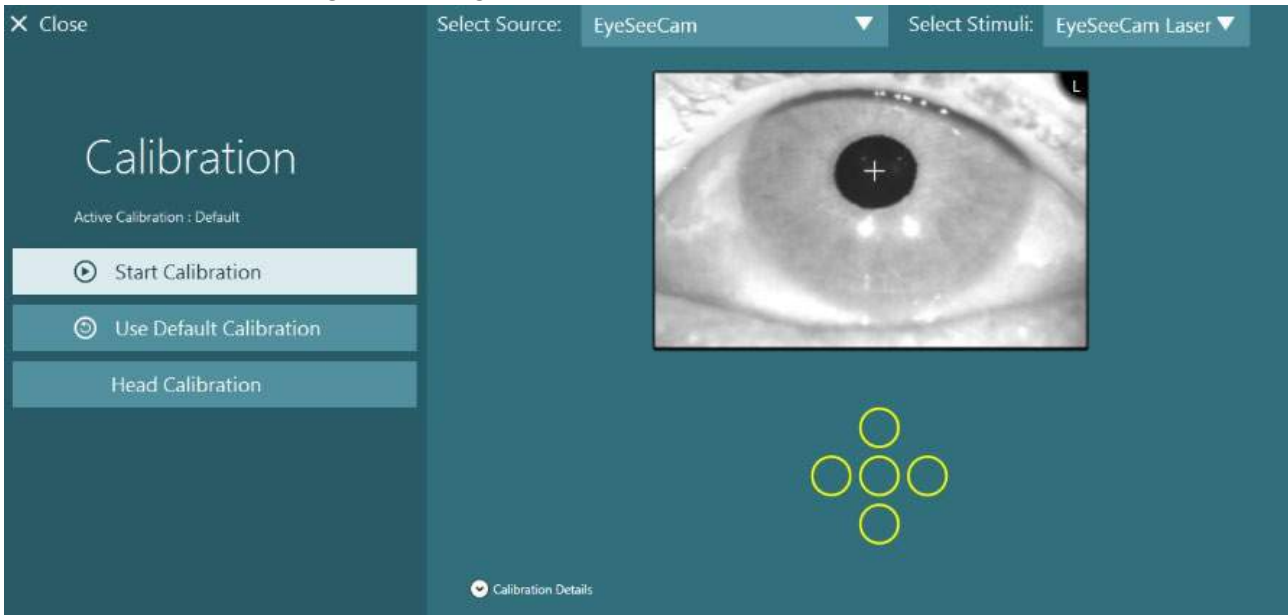 Close
Select Source: EyeSeeCam Select Stimuli: EyeSeeCam Laser
L
Calibration
Active Calibration : Default
Start Calibration
Use Default Calibration
Head Calibration
Calibration Details